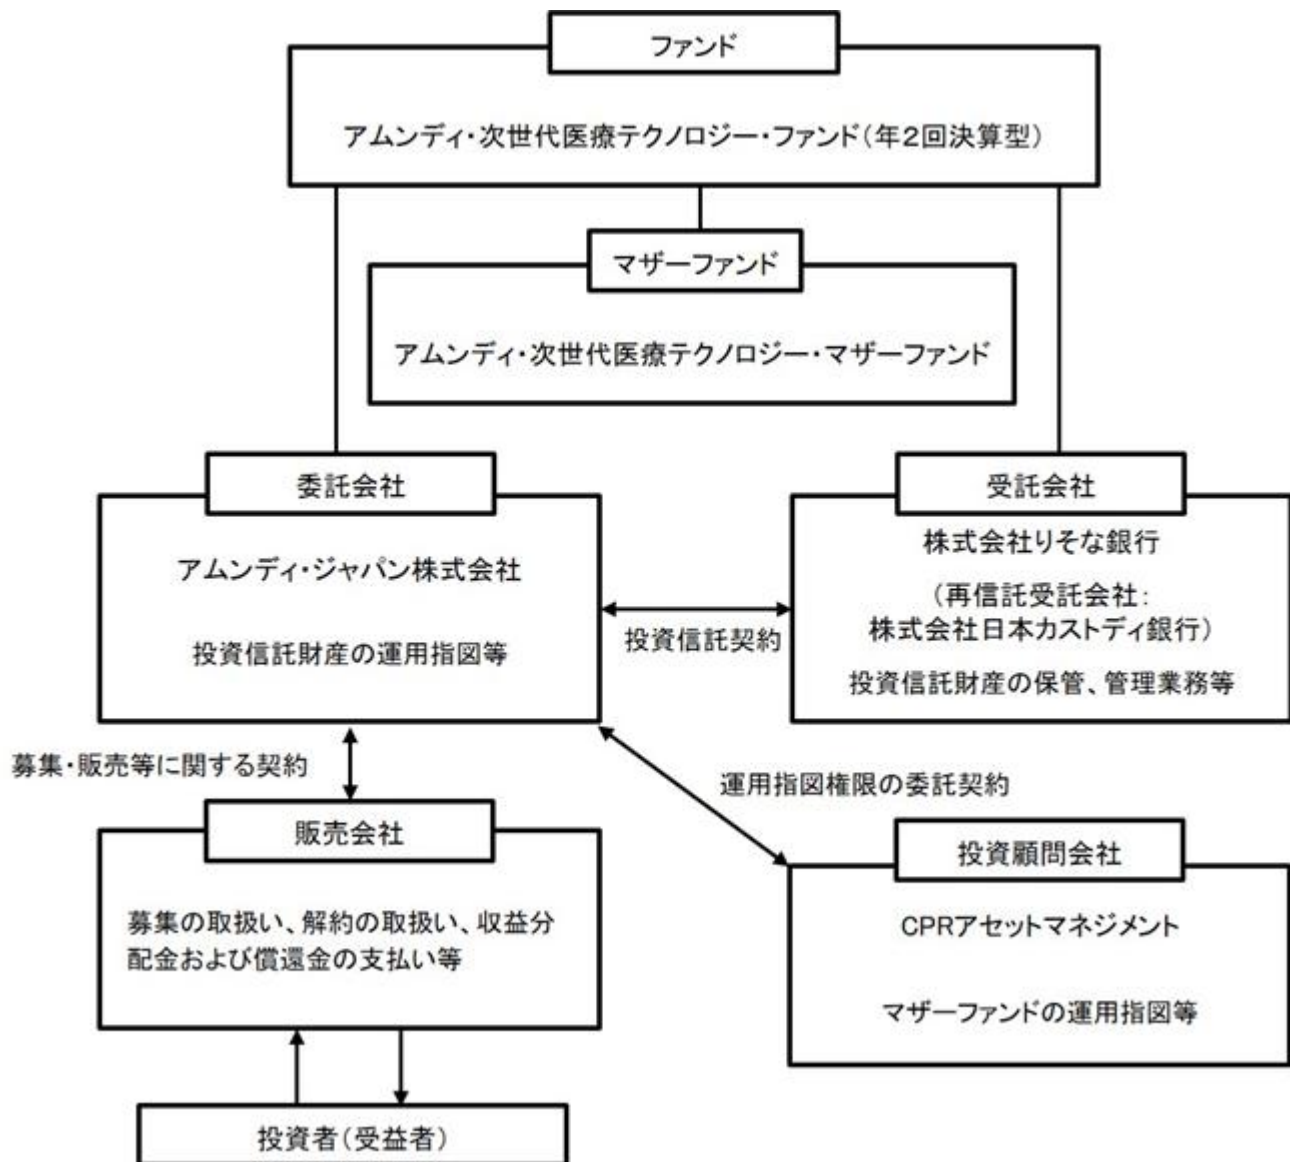 ファンド
アムンディ・次世代医療テクノロジー・ファンド（年２回決算型）
マザーファンド
アムンディ・次世代医療テクノロジー・マザーファンド
委託会社
アムンディ・ジャパン株式会社
投資信託財産の運用指図等
投資信託契約
受託会社
株式会社りそな銀行
（再信託受託会社：
株式会社日本カストディ銀行）
投資信託財産の保管、管理業務等
募集・販売等に関する契約
運用指図権限の委託契約
販売会社
募集の取扱い、解約の取扱い、収益分
配金および償還金の支払い等
投資顧問会社
CPRアセットマネジメント
マザーファンドの運用指図等
投資者（受益者）